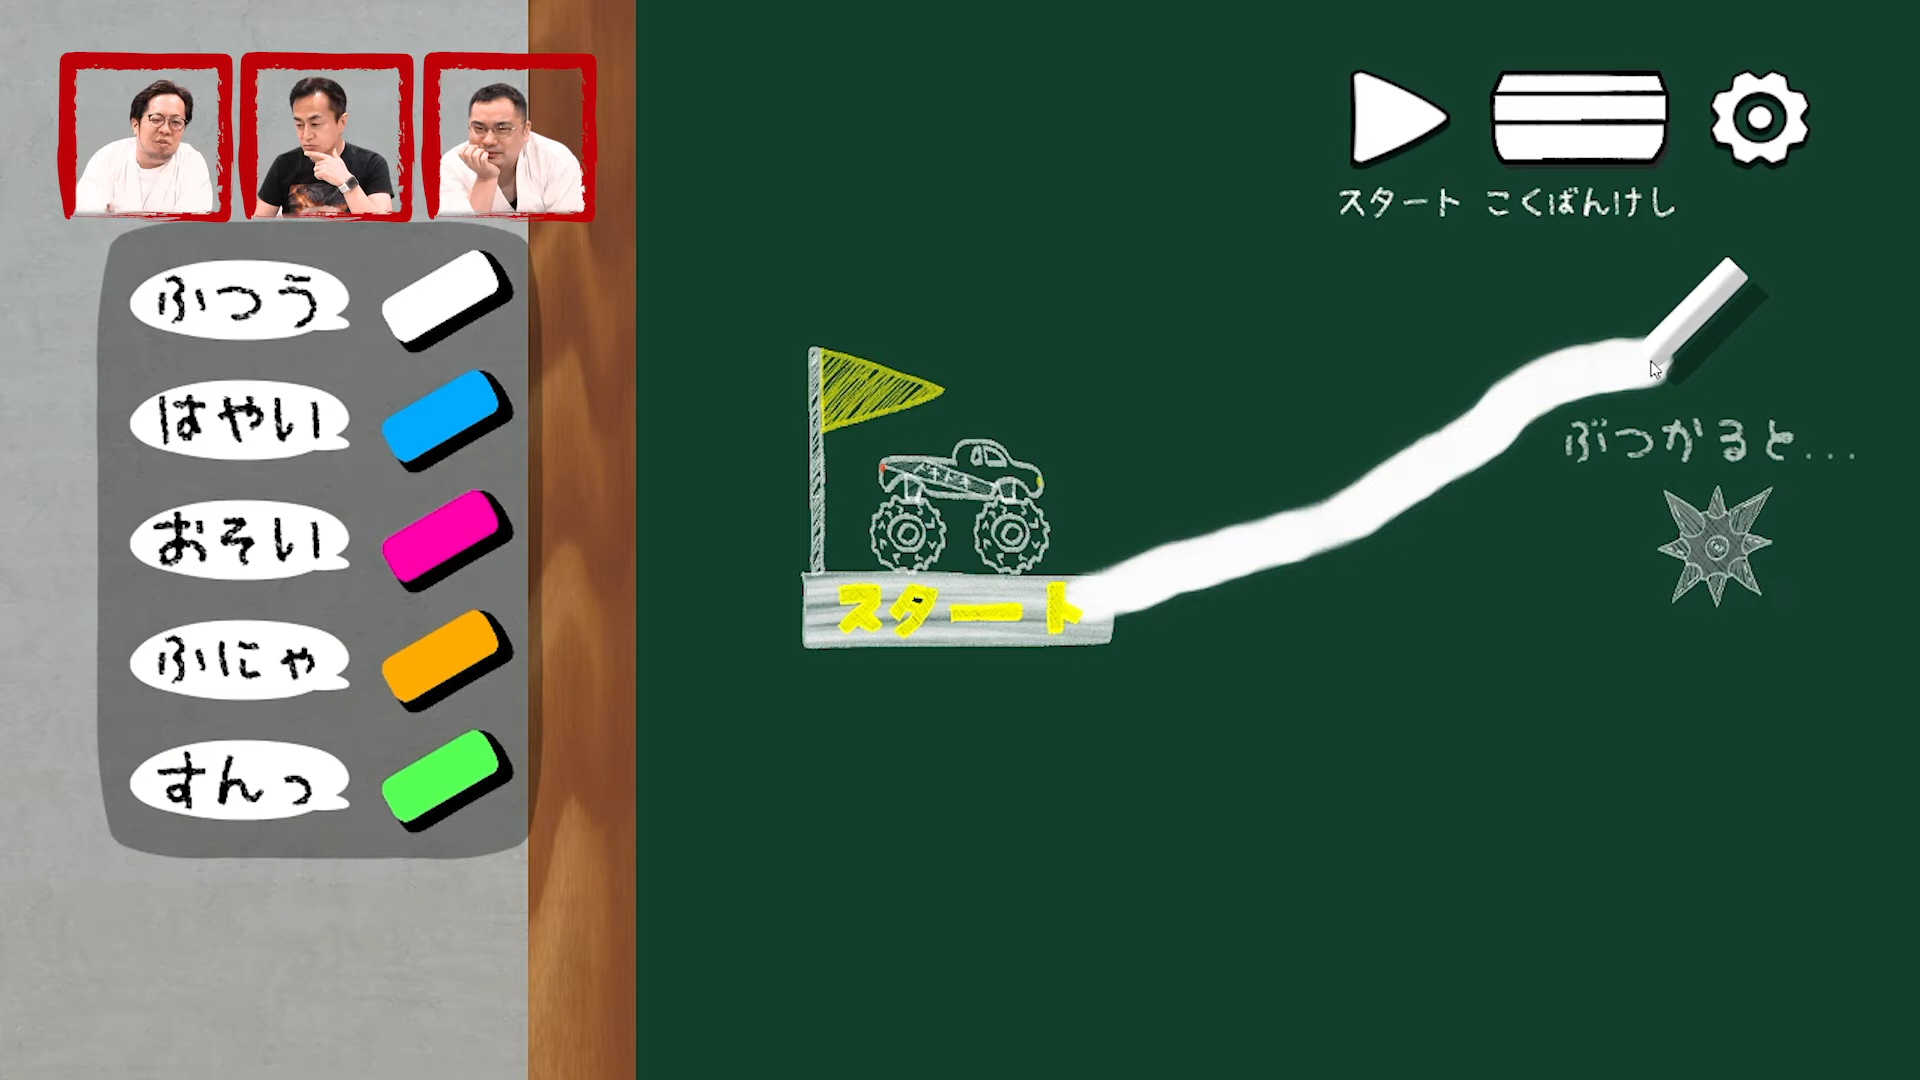 スタート こくばんけし
ふつう
はやい
おそい
ふにゃ
すんっ
ぶつかると...
スタート